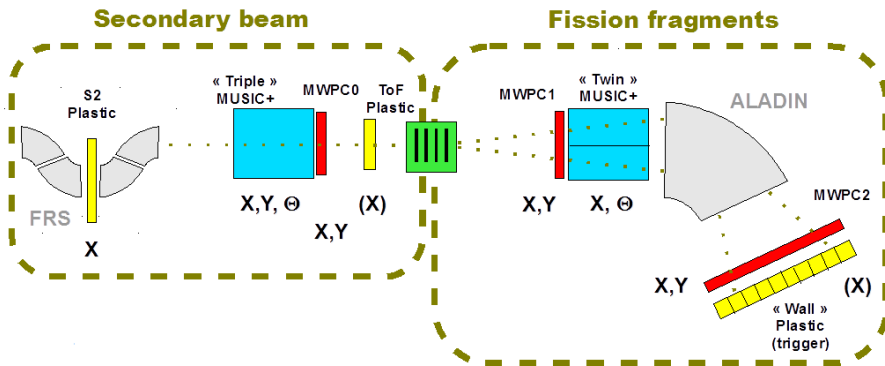 Secondary beam
Fission fragments
S2
Plastic
« Triple »
MUSIC+
MWPC0
ToF
Plastic
FRS
X
X,Y, Θ
X,Y
(X)
MWPC1
« Twin »
MUSIC+
ALADIN
X,Y
X, Θ
MWPC2
X,Y
(X)
« Wall »
Plastic
(trigger)